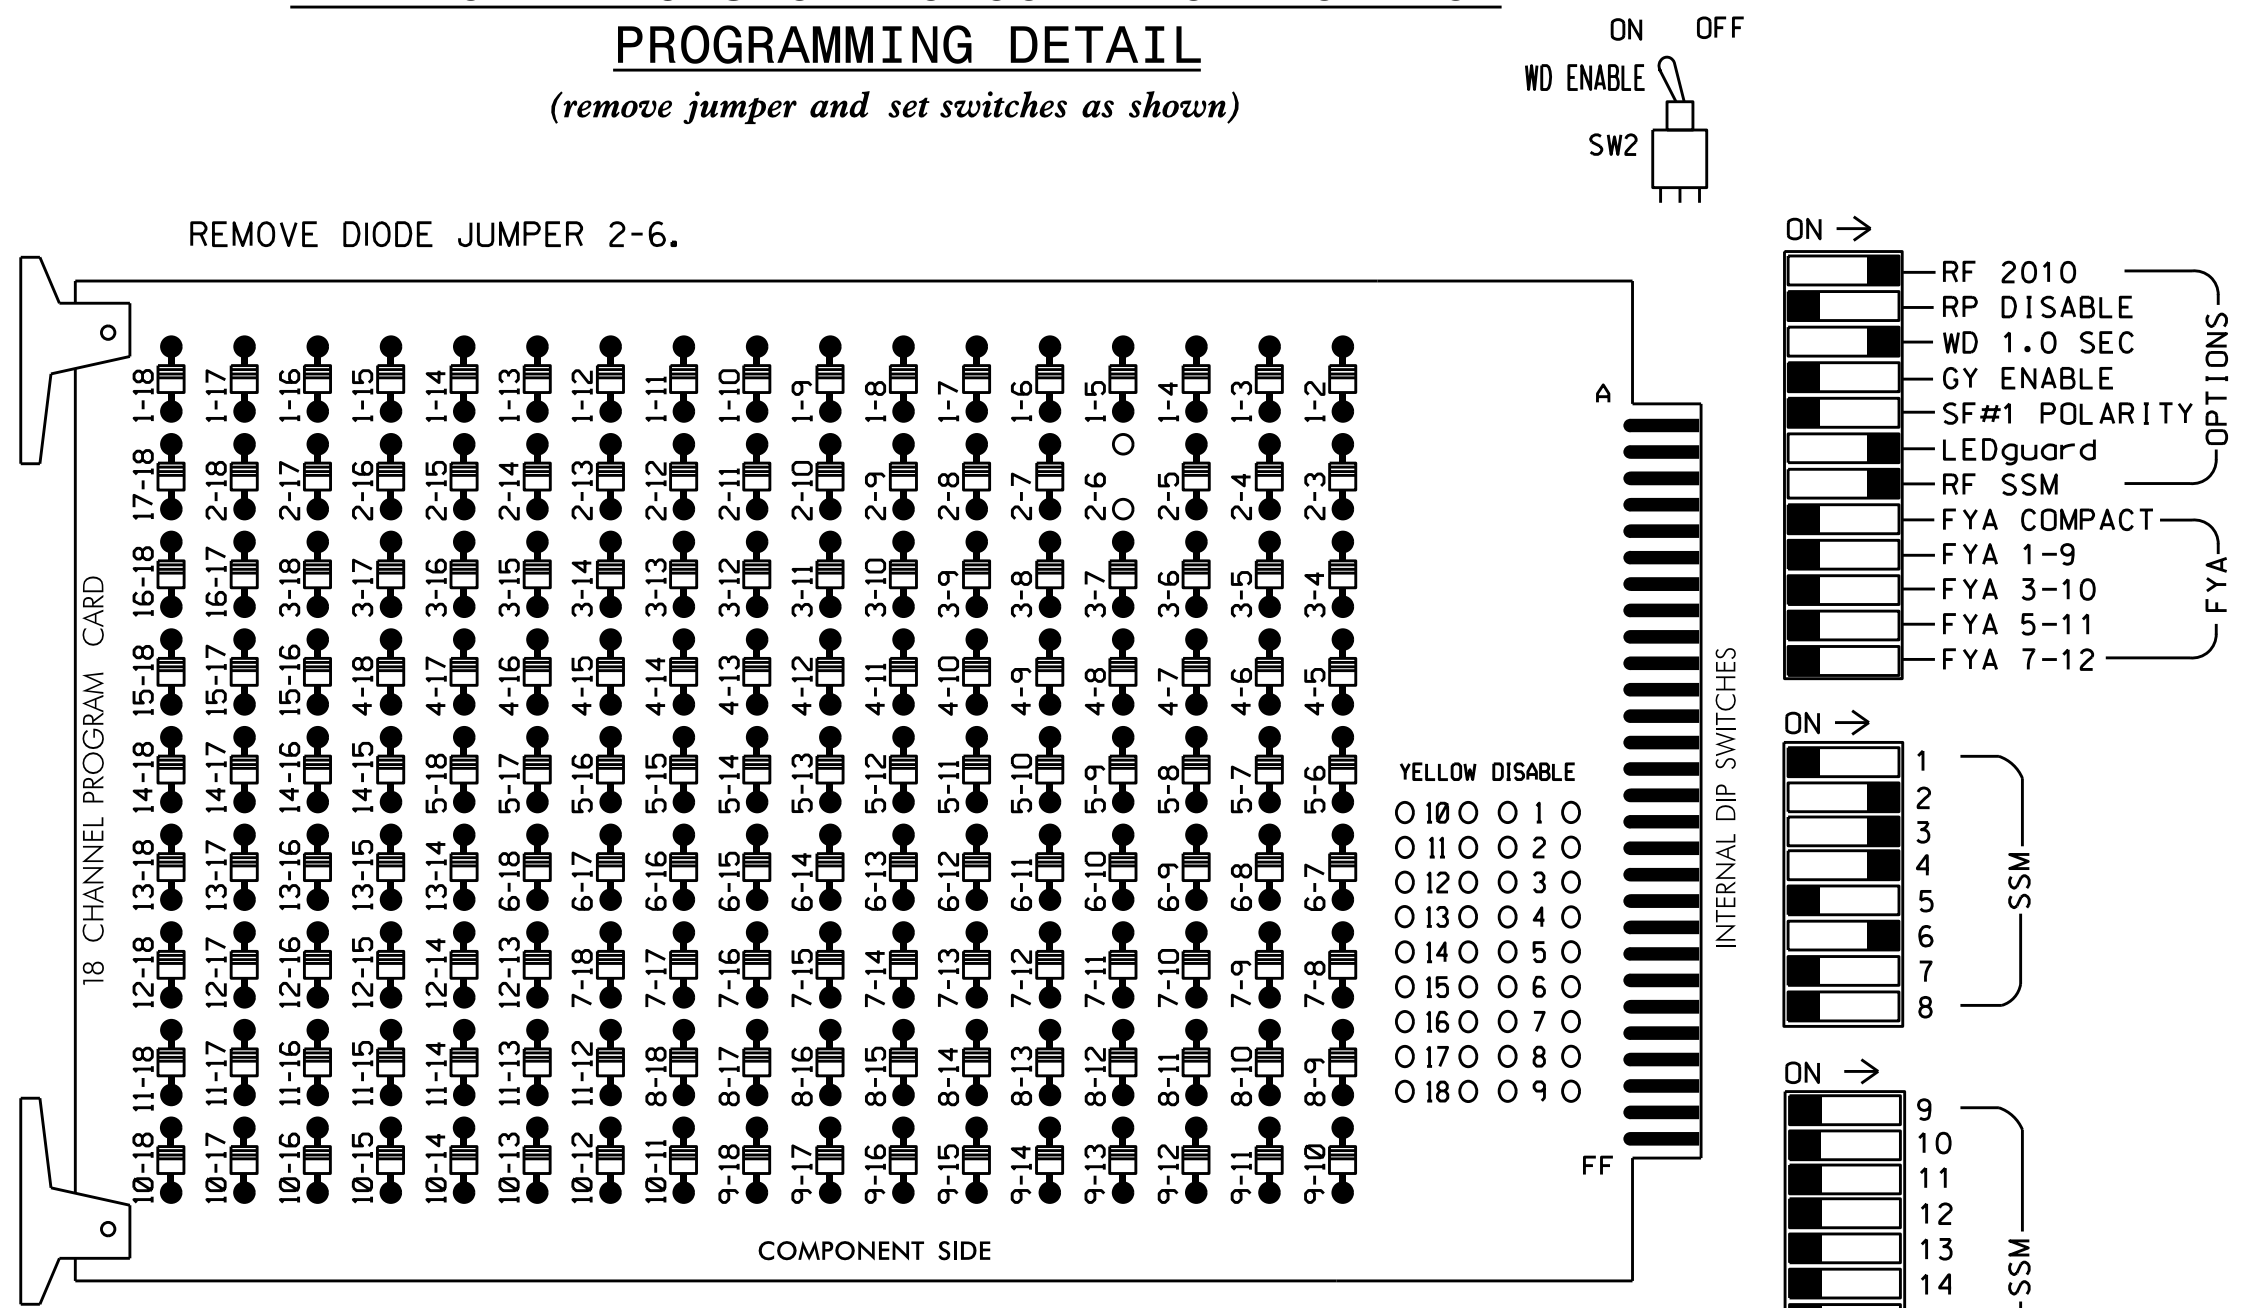 PROGRAMMING DETAIL
(remove jumper and set switches as shown)
ON OFF
WD ENABLE
SW2
REMOVE DIODE JUMPER 2-6.
1-18 1-17 1-16 1-15 1-14 1-13 1-12 1-11 1-10 1-9 1-8 1-7 1-6 1-5 1-4 1-3 1-2
17-18 2-18 2-17 2-16 2-15 2-14 2-13 2-12 2-11 2-10 2-9 2-8 2-7 2-6 2-5 2-4 2-3
16-18 16-17 3-18 3-17 3-16 3-15 3-14 3-13 3-12 3-11 3-10 3-9 3-8 3-7 3-6 3-5 3-4
15-18 15-17 15-16 4-18 4-17 4-16 4-15 4-14 4-13 4-12 4-11 4-10 4-9 4-8 4-7 4-6 4-5
14-18 14-17 14-16 14-15 5-18 5-17 5-16 5-15 5-14 5-13 5-12 5-11 5-10 5-9 5-8 5-7 5-6
13-18 13-17 13-16 13-15 13-14 6-18 6-17 6-16 6-15 6-14 6-13 6-12 6-11 6-10 6-9 6-8 6-7
12-18 12-17 12-16 12-15 12-14 12-13 7-18 7-17 7-16 7-15 7-14 7-13 7-12 7-11 7-10 7-9 7-8
11-18 11-17 11-16 11-15 11-14 11-13 11-12 8-18 8-17 8-16 8-15 8-14 8-13 8-12 8-11 8-10 8-9
10-18 10-17 10-16 10-15 10-14 10-13 10-12 10-11 9-18 9-17 9-16 9-15 9-14 9-13 9-12 9-11 9-10
18 CHANNEL PROGRAM CARD
COMPONENT SIDE
A
FF
YELLOW DISABLE
10 1
11 2
12 3
13 4
14 5
15 6
16 7
17 8
18 9
INTERNAL DIP SWITCHES
ON →
RF 2010
RP DISABLE
WD 1.0 SEC
GY ENABLE
SF#1 POLARITY
LEDguard
RF SSM
OPTIONS
FYA COMPACT
FYA 1-9
FYA 3-10
FYA 5-11
FYA 7-12
FYA
ON →
1
2
3
4
5
6
7
8
SSM
ON →
9
10
11
12
13
14
SSM